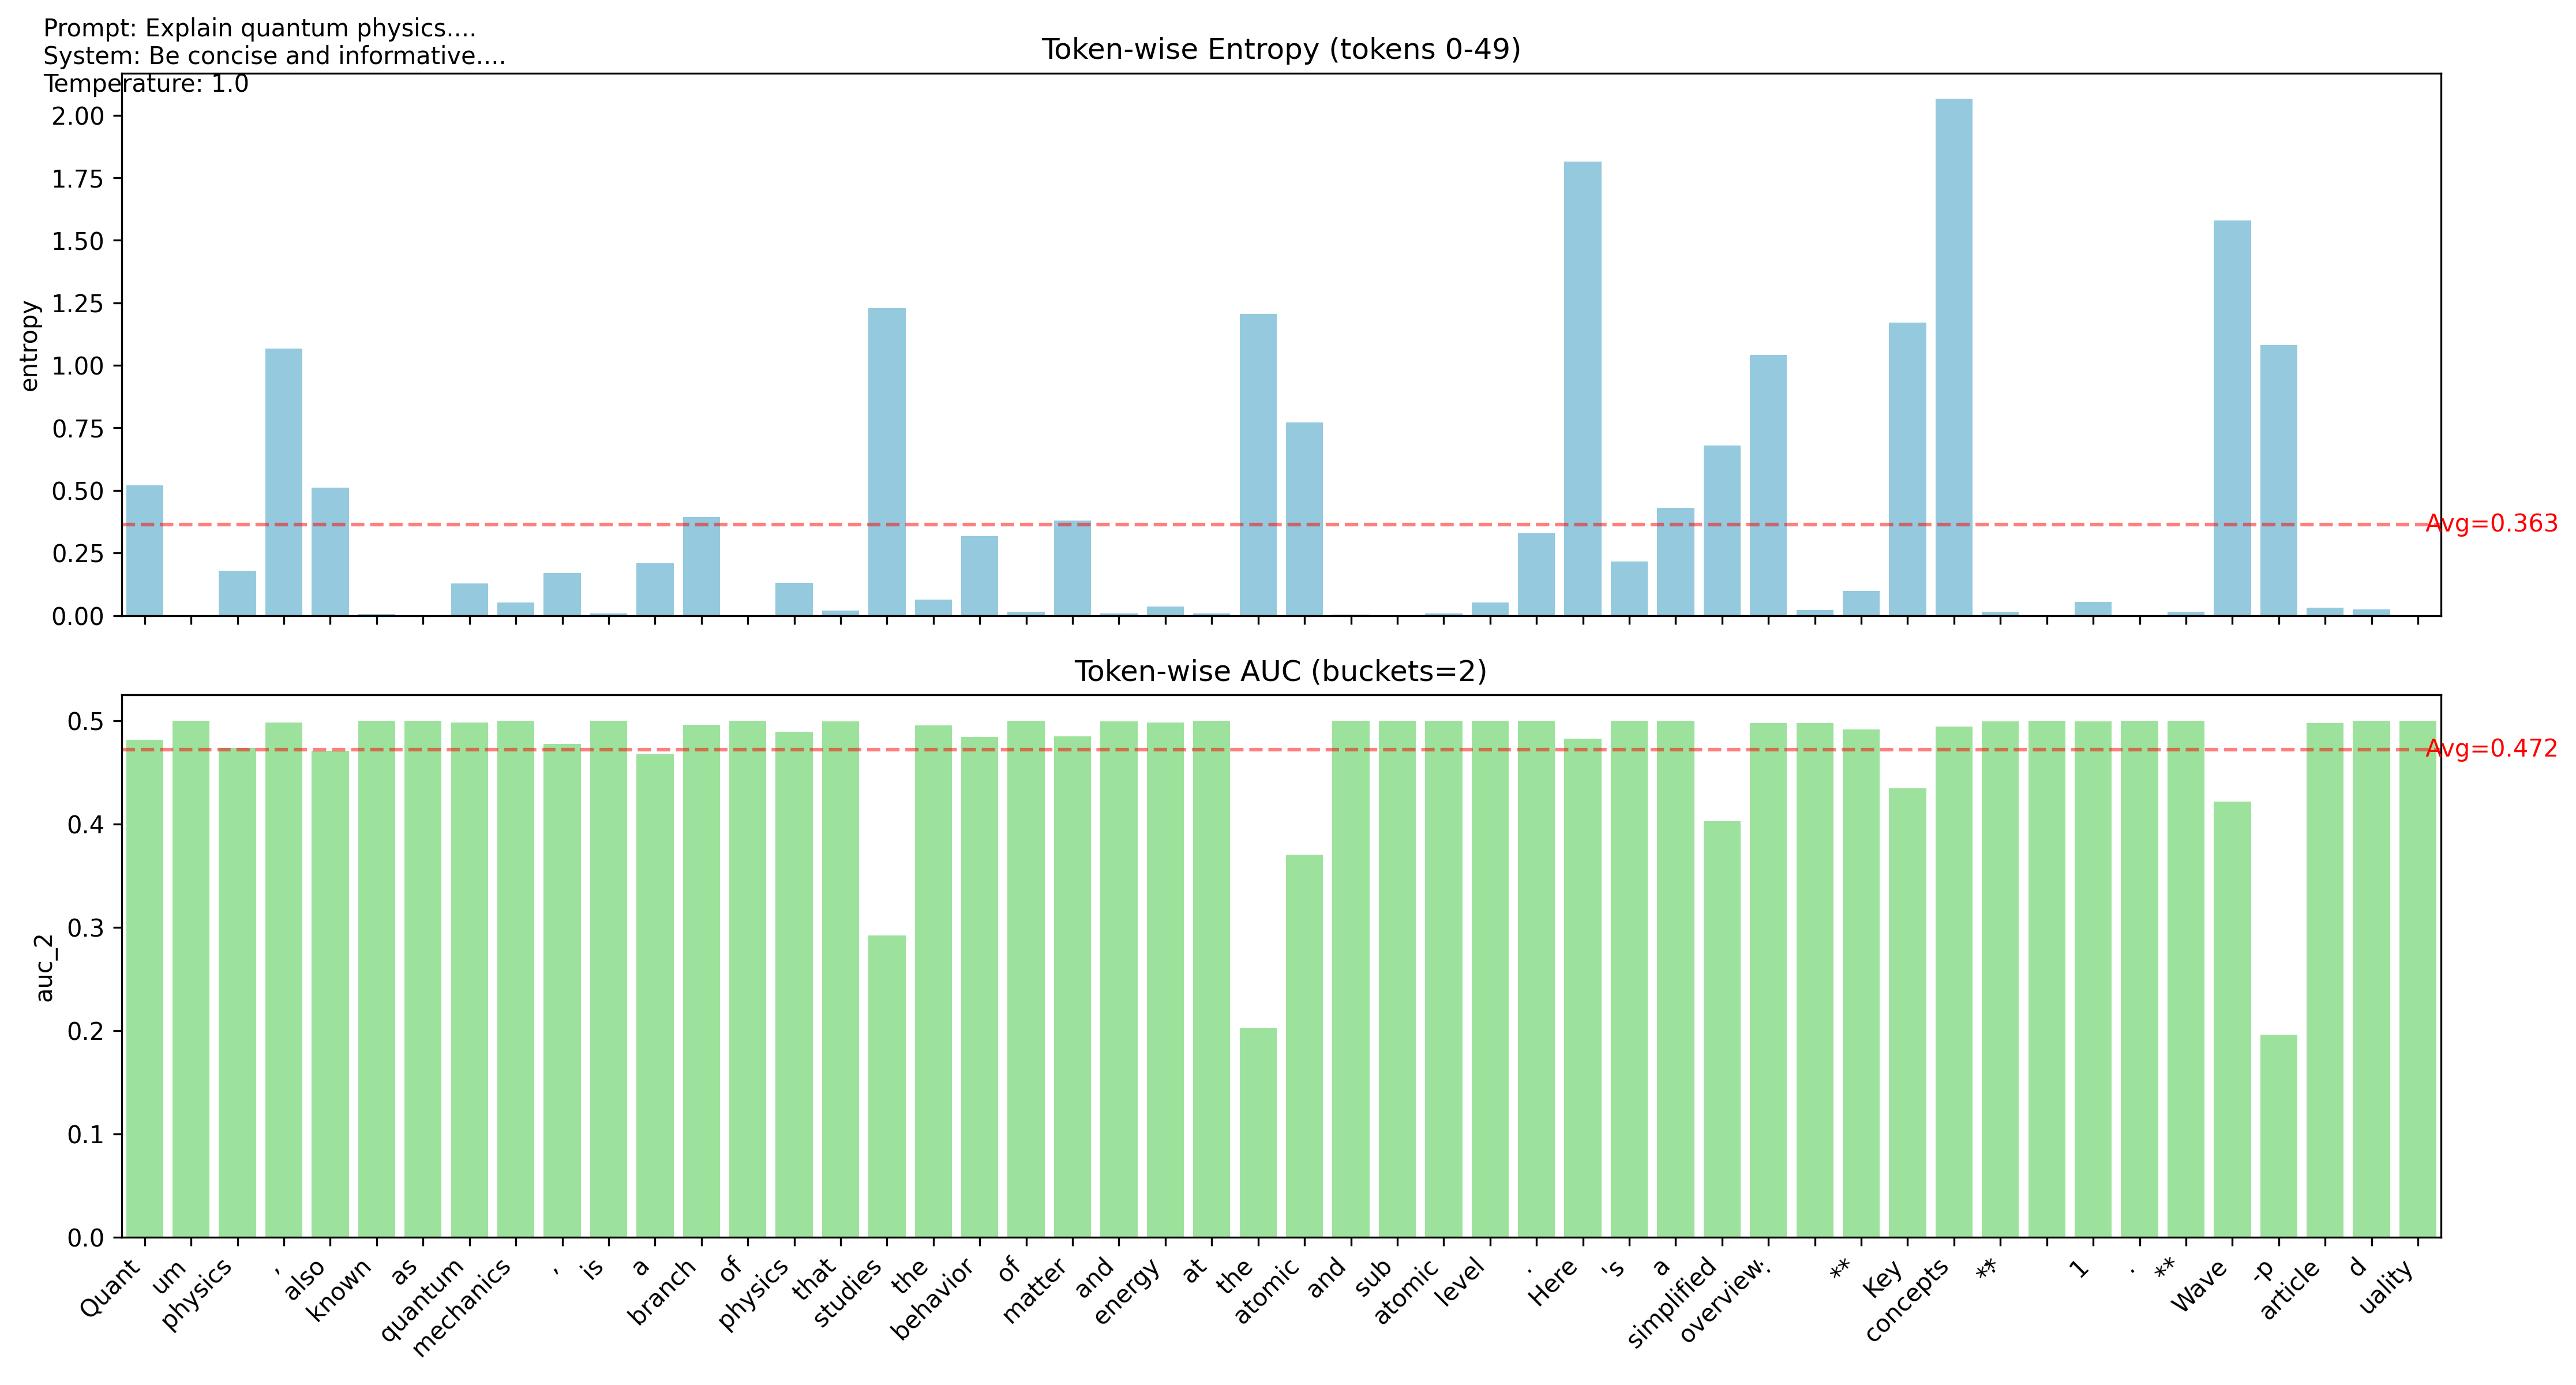 Prompt: Explain quantum physics....
System: Be concise and informative....
Temperature: 1.0
Token-wise Entropy (tokens 0-49)
entropy
2.00
1.75
1.50
1.25
1.00
0.75
0.50
0.25
0.00
Avg=0.363
Token-wise AUC (buckets=2)
auc_2
0.5
0.4
0.3
0.2
0.1
0.0
Avg=0.472
Quant
um
physics
,
also
known
as
quantum
mechanics
,
is
a
branch
of
physics
that
studies
the
behavior
of
matter
and
energy
at
the
atomic
and
sub
atomic
level
.
Here
's
a
simplified
overview
:
**
Key
concepts
**
:
1
.
**
Wave
-p
article
d
uality